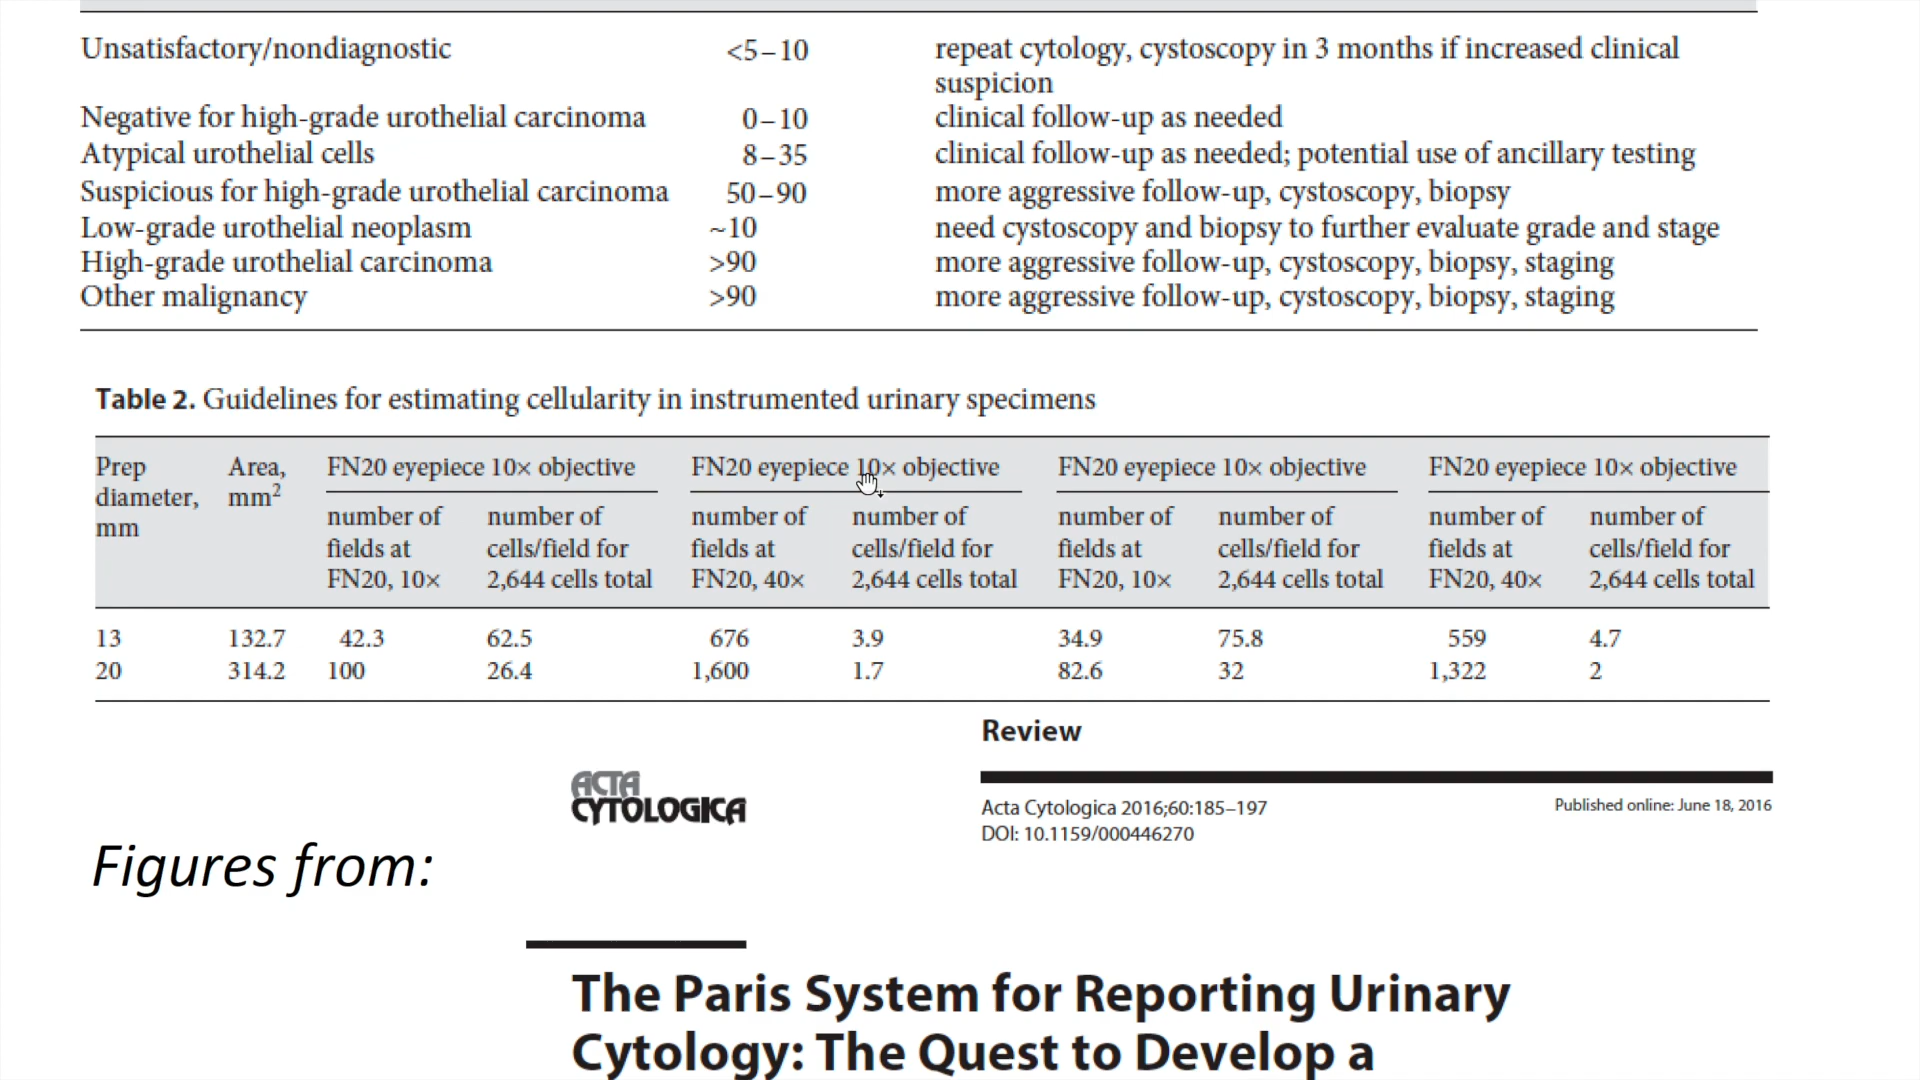 Unsatisfactory/nondiagnostic <5–10 repeat cytology, cystoscopy in 3 months if increased clinical
suspicion
Negative for high-grade urothelial carcinoma 0–10 clinical follow-up as needed
Atypical urothelial cells 8–35 clinical follow-up as needed; potential use of ancillary testing
Suspicious for high-grade urothelial carcinoma 50–90 more aggressive follow-up, cystoscopy, biopsy
Low-grade urothelial neoplasm ~10 need cystoscopy and biopsy to further evaluate grade and stage
High-grade urothelial carcinoma >90 more aggressive follow-up, cystoscopy, biopsy, staging
Other malignancy >90 more aggressive follow-up, cystoscopy, biopsy, staging
Table 2. Guidelines for estimating cellularity in instrumented urinary specimens
Prep Area, FN20 eyepiece 10× objective FN20 eyepiece 10× objective FN20 eyepiece 10× objective FN20 eyepiece 10× objective
diameter, mm²
mm number of number of number of number of number of number of number of number of
fields at cells/field for fields at cells/field for fields at cells/field for fields at cells/field for
FN20, 10× 2,644 cells total FN20, 40× 2,644 cells total FN20, 10× 2,644 cells total FN20, 40× 2,644 cells total
13 132.7 42.3 62.5 676 3.9 34.9 75.8 559 4.7
20 314.2 100 26.4 1,600 1.7 82.6 32 1,322 2
Review
ACTA
CYTOLOGICA
Acta Cytologica 2016;60:185–197 Published online: June 18, 2016
DOI: 10.1159/000446270
Figures from:
The Paris System for Reporting Urinary
Cytology: The Quest to Develop a